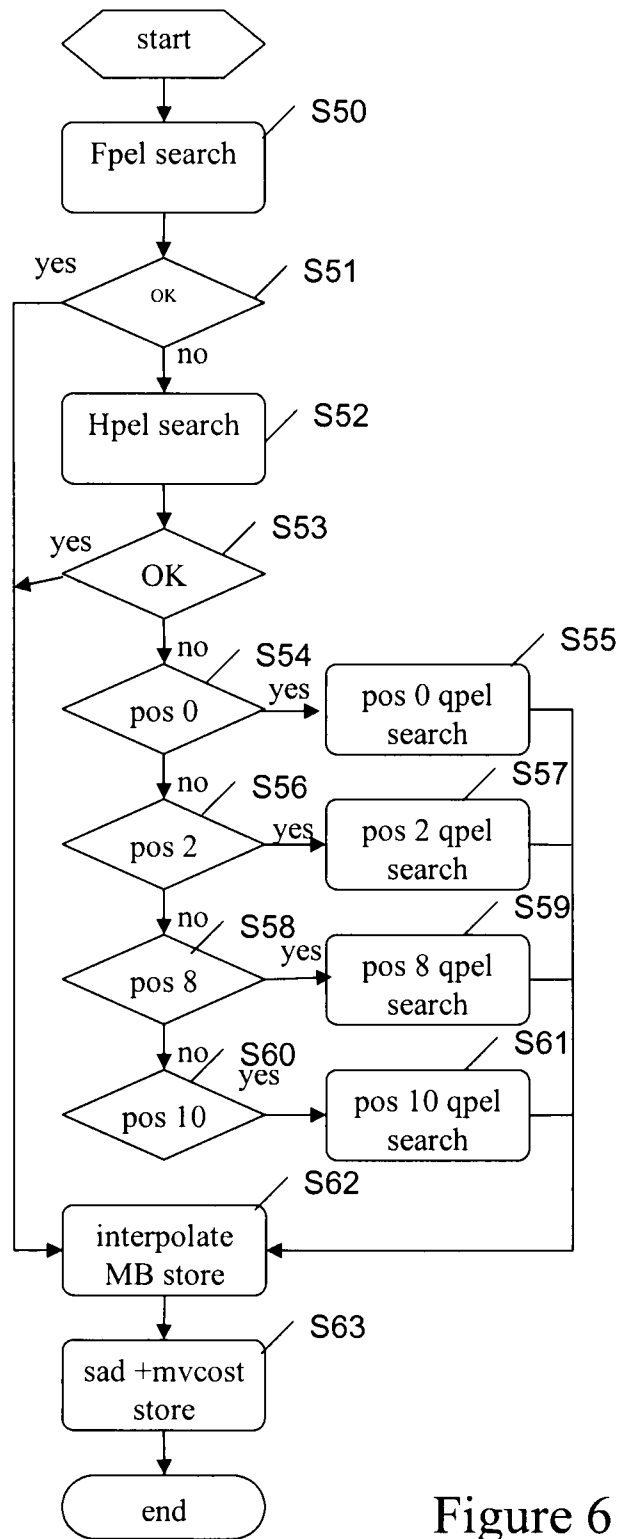 start
S50
Fpel search
yes
S51
OK
no
S52
Hpel search
S53
yes
OK
no
S54
S55
yes
pos 0
pos 0 qpel
search
no
S56
S57
yes
pos 2
pos 2 qpel
search
no
S58
S59
yes
pos 8
pos 8 qpel
search
no
S60
S61
yes
pos 10
pos 10 qpel
search
S62
interpolate
MB store
S63
sad +mvcost
store
end
Figure 6